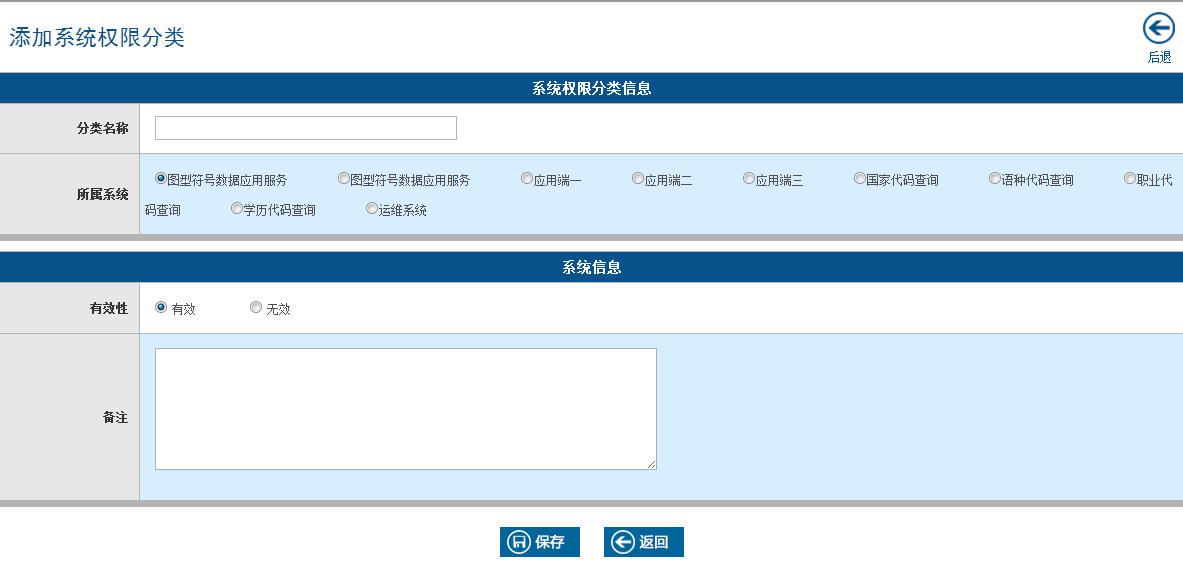 添加系统权限分类
后退
系统权限分类信息
分类名称
所属系统
图型符号数据应用服务 图型符号数据应用服务 应用端一 应用端二 应用端三 国家代码查询 语种代码查询 职业代
码查询 学历代码查询 运维系统
系统信息
有效性
有效 无效
备注
保存 返回